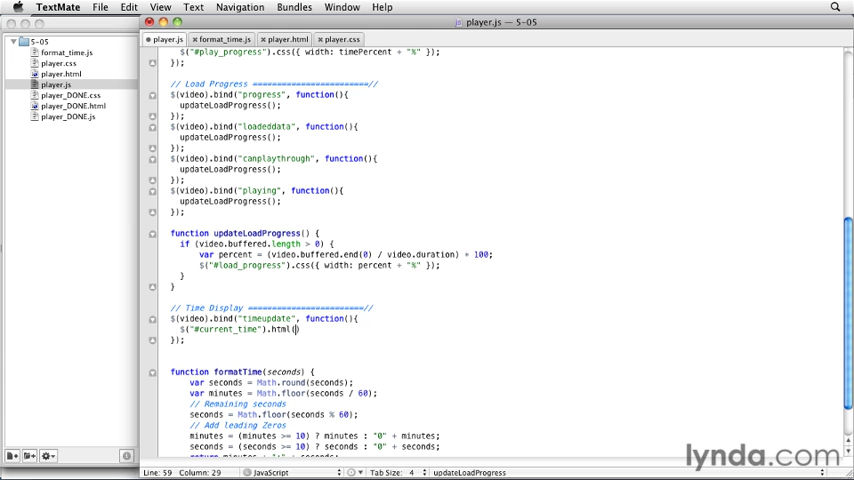 TextMate File Edit View Text Navigation Bundles Window Help
player.js — 5-05
player.js format_time.js player.html player.css
5-05
format_time.js
player.css
player.html
player.js
player_DONE.css
player_DONE.html
player_DONE.js
$("#play_progress").css({ width: timePercent + "%" });
});
// Load Progress ======================//
$(video).bind("progress", function(){
updateLoadProgress();
});
$(video).bind("loadeddata", function(){
updateLoadProgress();
});
$(video).bind("canplaythrough", function(){
updateLoadProgress();
});
$(video).bind("playing", function(){
updateLoadProgress();
});
function updateLoadProgress() {
if (video.buffered.length > 0) {
var percent = (video.buffered.end(0) / video.duration) * 100;
$("#load_progress").css({ width: percent + "%" });
}
}
// Time Display ======================//
$(video).bind("timeupdate", function(){
$("#current_time").html()
});
function formatTime(seconds) {
var seconds = Math.round(seconds);
var minutes = Math.floor(seconds / 60);
// Remaining seconds
seconds = Math.floor(seconds % 60);
// Add leading Zeros
minutes = (minutes >= 10) ? minutes : "0" + minutes;
seconds = (seconds >= 10) ? seconds : "0" + seconds;
return minutes + ":" + seconds;
Line: 59 Column: 29 JavaScript Tab Size: 4 updateLoadProgress
lynda.com